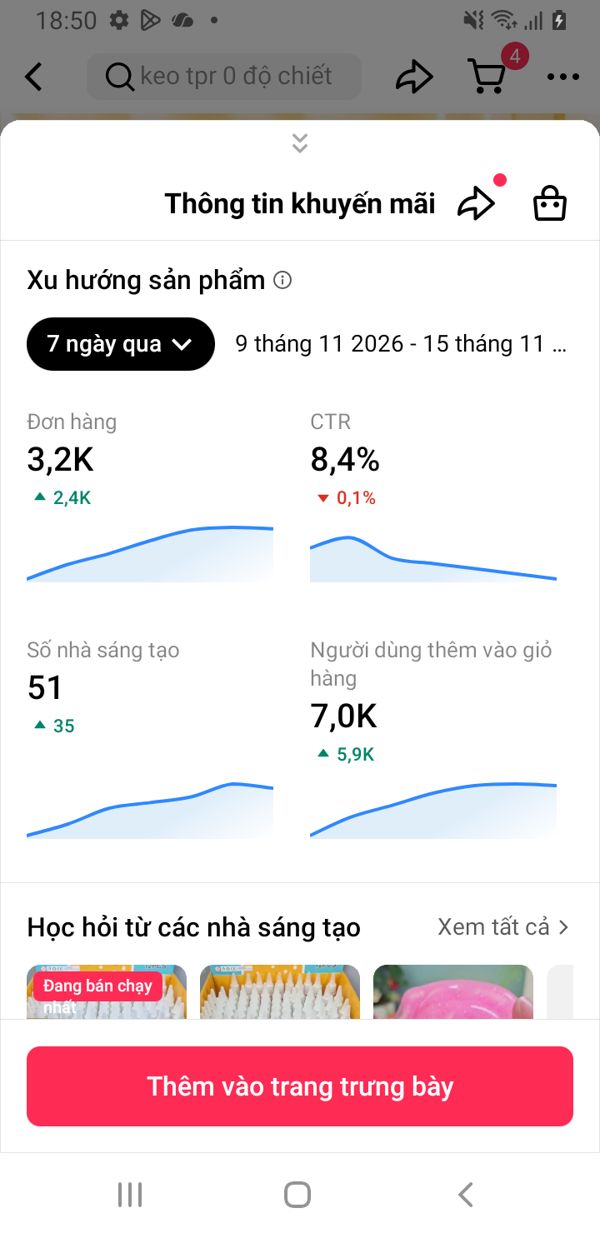 18:50
keo tpr 0 độ chiết
4
Thông tin khuyến mãi
Xu hướng sản phẩm
7 ngày qua
9 tháng 11 2026 - 15 tháng 11 ...
Đơn hàng
3,2K
2,4K
CTR
8,4%
0,1%
Số nhà sáng tạo
51
35
Người dùng thêm vào giỏ
hàng
7,0K
5,9K
Học hỏi từ các nhà sáng tạo
Xem tất cả
Đang bán chạy
nhất
Thêm vào trang trưng bày